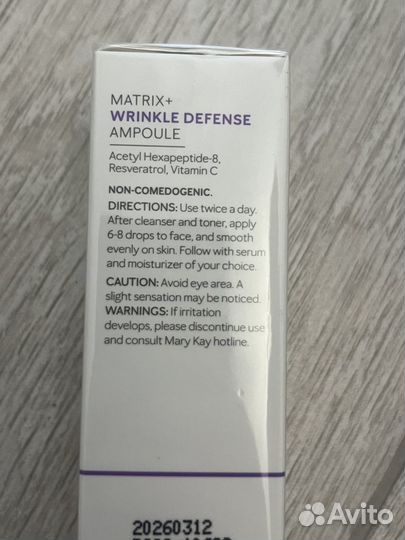 MATRIX+
WRINKLE DEFENSE
AMPOULE
Acetyl Hexapeptide-8,
Resveratrol, Vitamin C
NON-COMEDOGENIC.
DIRECTIONS: Use twice a day.
After cleanser and toner, apply
6-8 drops to face, and smooth
evenly on skin. Follow with serum
and moisturizer of your choice.
CAUTION: Avoid eye area. A
slight sensation may be noticed.
WARNINGS: If irritation
develops, please discontinue use
and consult Mary Kay hotline.
20260312
Avito